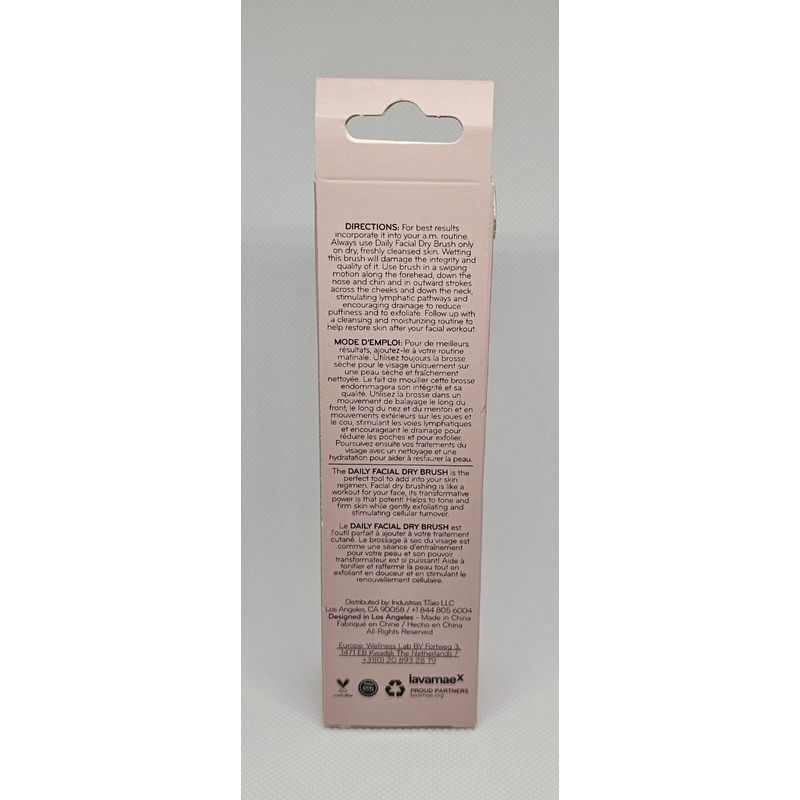 DIRECTIONS: For best results
incorporate it into your a.m. routine.
Always use Daily Facial Dry Brush only
on dry, freshly cleansed skin. Wetting
this brush will damage the integrity and
quality of it. Use brush in a swiping
motion along the forehead, down the
nose and chin and in outward strokes
across the cheeks and down the neck,
stimulating lymphatic pathways and
encouraging drainage to reduce
puffiness and to exfoliate. Follow up with
a cleansing and moisturizing routine to
help restore skin after your facial workout.
MODE D'EMPLOI: Pour de meilleurs
résultats, ajoutez-le à votre routine
matinale. Utilisez toujours la brosse
sèche pour le visage uniquement sur
une peau sèche et fraîchement
nettoyée. Le fait de mouiller cette brosse
endommagera son intégrité et sa
qualité. Utilisez la brosse dans un
mouvement de balayage le long du
front, le long du nez et du menton et en
mouvements extérieurs sur les joues et
le cou, stimulant les voies lymphatiques
et encourageant le drainage pour
réduire les poches et pour exfolier.
Poursuivez ensuite vos traitements du
visage avec un nettoyage et une
hydratation pour aider à restaurer la peau.
The DAILY FACIAL DRY BRUSH is the
perfect tool to add into your skin
regimen. Facial dry brushing is like a
workout for your face, its transformative
power is that potent! Helps to tone and
firm skin while gently exfoliating and
stimulating cellular turnover.
Le DAILY FACIAL DRY BRUSH est
l'outil parfait à ajouter à votre traitement
cutané. Le brossage à sec du visage est
comme une séance d'entraînement
pour votre peau et son pouvoir
transformateur est si puissant! Aide à
tonifier et raffermir la peau tout en
exfoliant en douceur et en stimulant le
renouvellement cellulaire.
Distributed by: Industrias TTaio LLC
Los Angeles, CA 90058 / +1 844 805 6004
Designed in Los Angeles - Made in China
Fabriqué en Chine / Hecho en China
All Rights Reserved
Europe: Wellness Lab BV Fortweg 3,
1471 EB Kwadijk The Netherlands /
+31(0) 20 893 28 79
lavamaeX
PROUD PARTNERS
lavamae.org